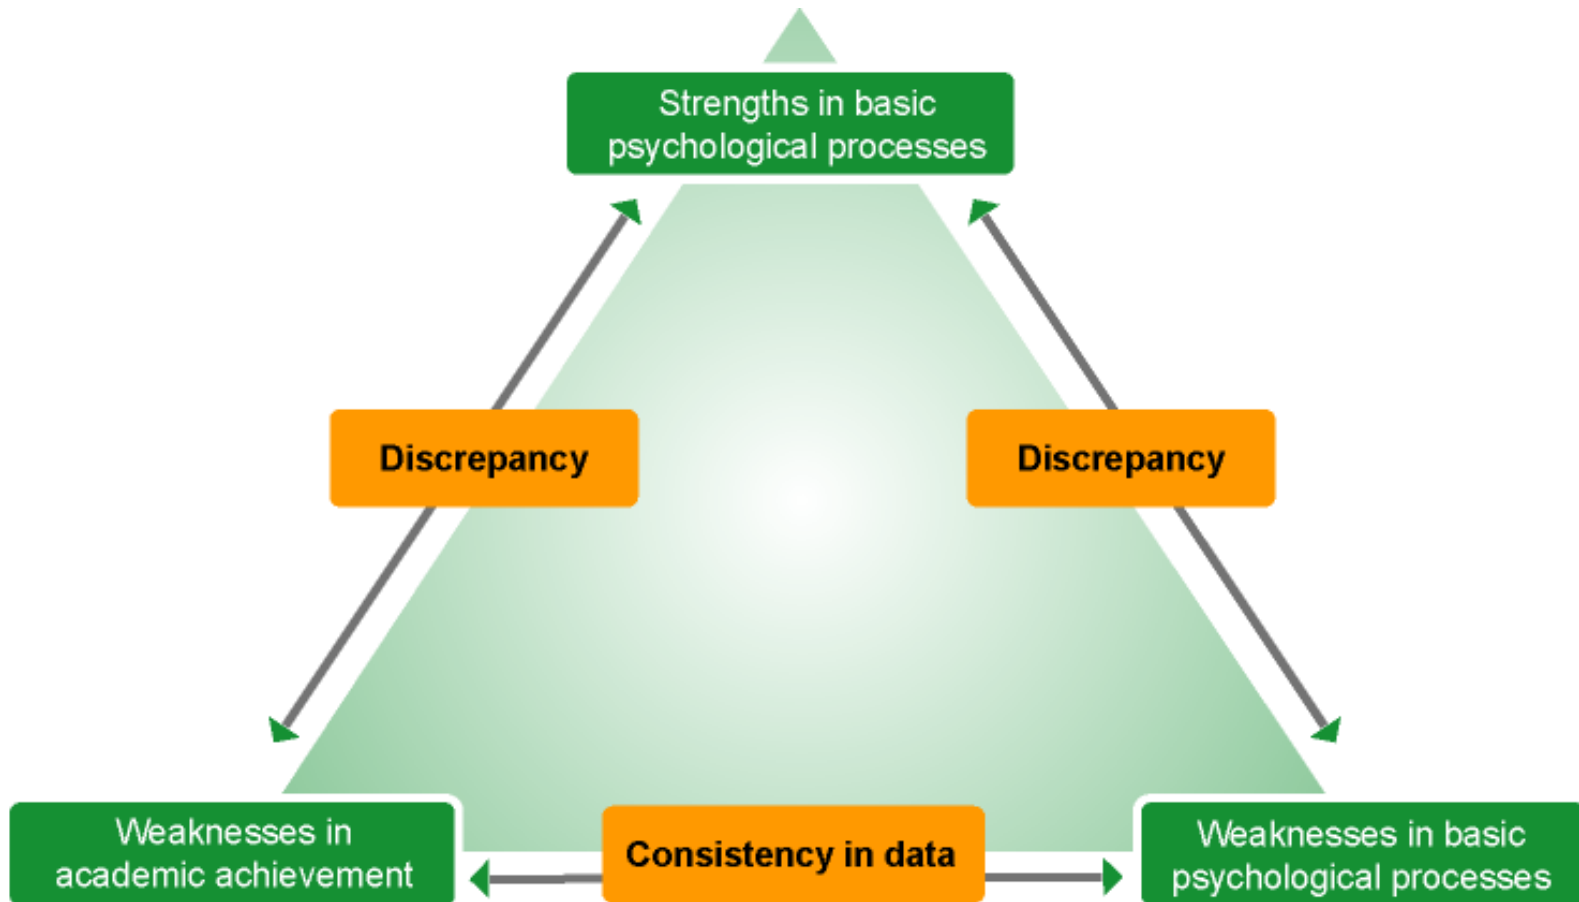 Strengths in basic
psychological processes
Discrepancy
Discrepancy
Weaknesses in
academic achievement
Consistency in data
Weaknesses in basic
psychological processes